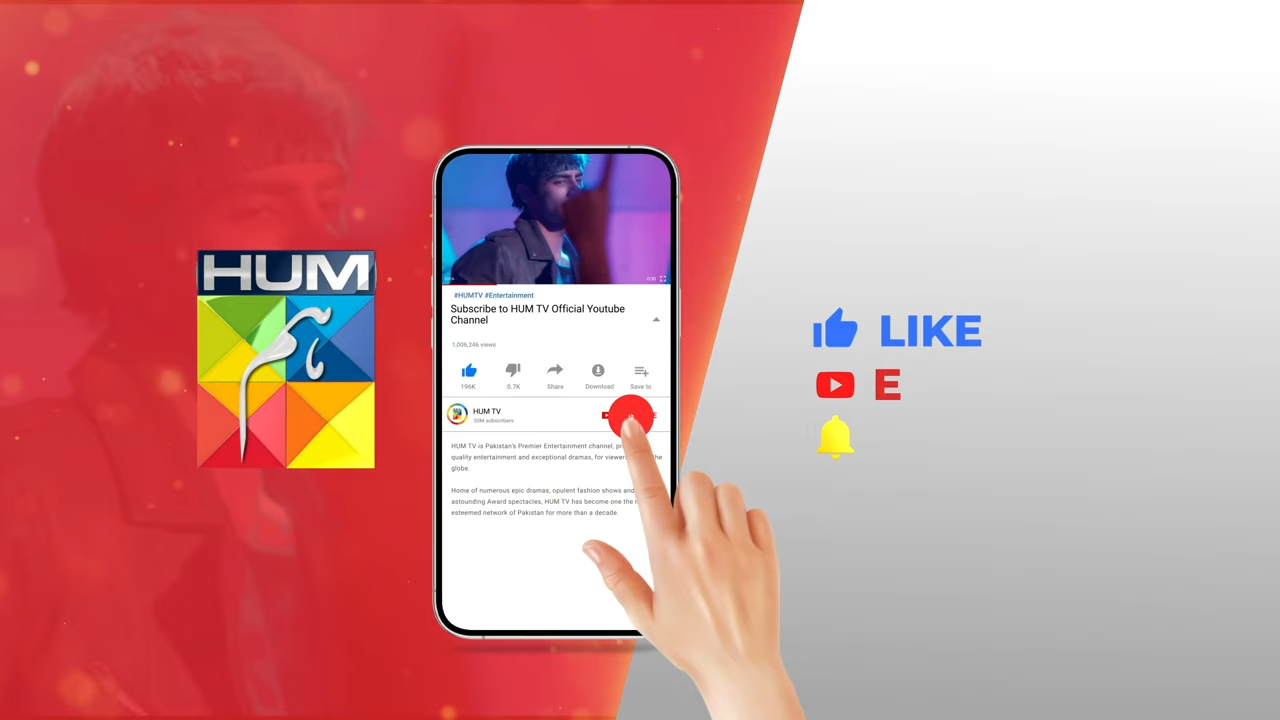 HUM
ہم
#HUMTV #Entertainment
Subscribe to HUM TV Official Youtube
Channel
1,006,246 views
196K
0.7K
Share
Download
Save to
HUM TV
30M subscribers
HUM TV is Pakistan's Premier Entertainment channel,
quality entertainment and exceptional dramas, for viewers the
globe.
Home of numerous epic dramas, opulent fashion shows and
astounding Award spectacles, HUM TV has become one the
esteemed network of Pakistan for more than a decade.
LIKE
E